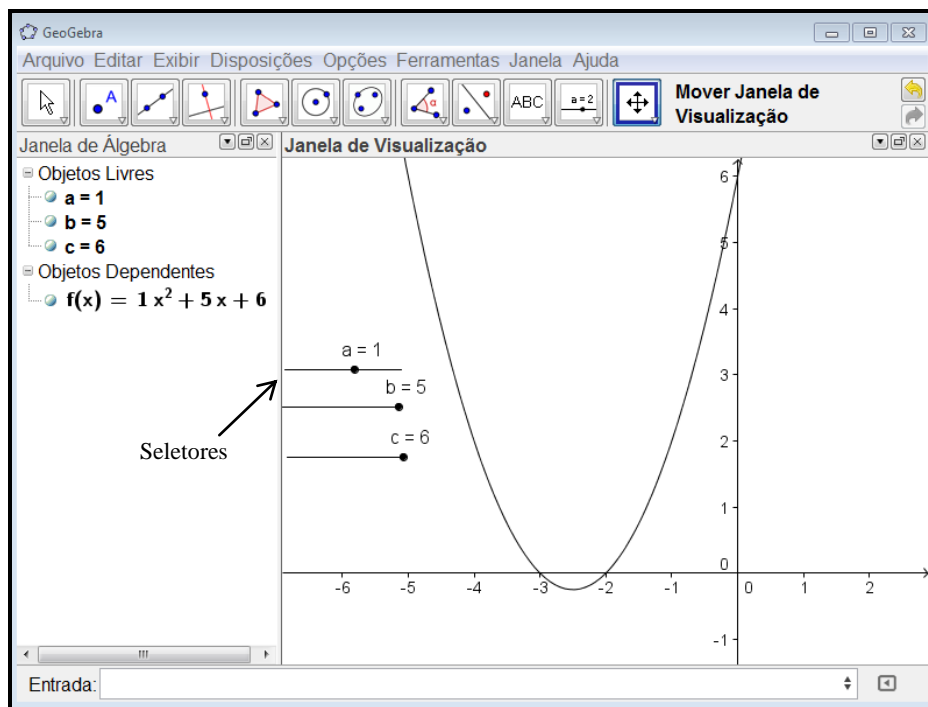 GeoGebra
Arquivo Editar Exibir Disposições Opções Ferramentas Janela Ajuda
A
α
ABC
a=2
Mover Janela de
Visualização
Janela de Álgebra
Objetos Livres
a = 1
b = 5
c = 6
Objetos Dependentes
f(x) = 1 x² + 5 x + 6
Janela de Visualização
6
5
4
3
2
1
0
-1
-6 -5 -4 -3 -2 -1 0 1 2
a = 1
b = 5
c = 6
Seletores
Entrada: